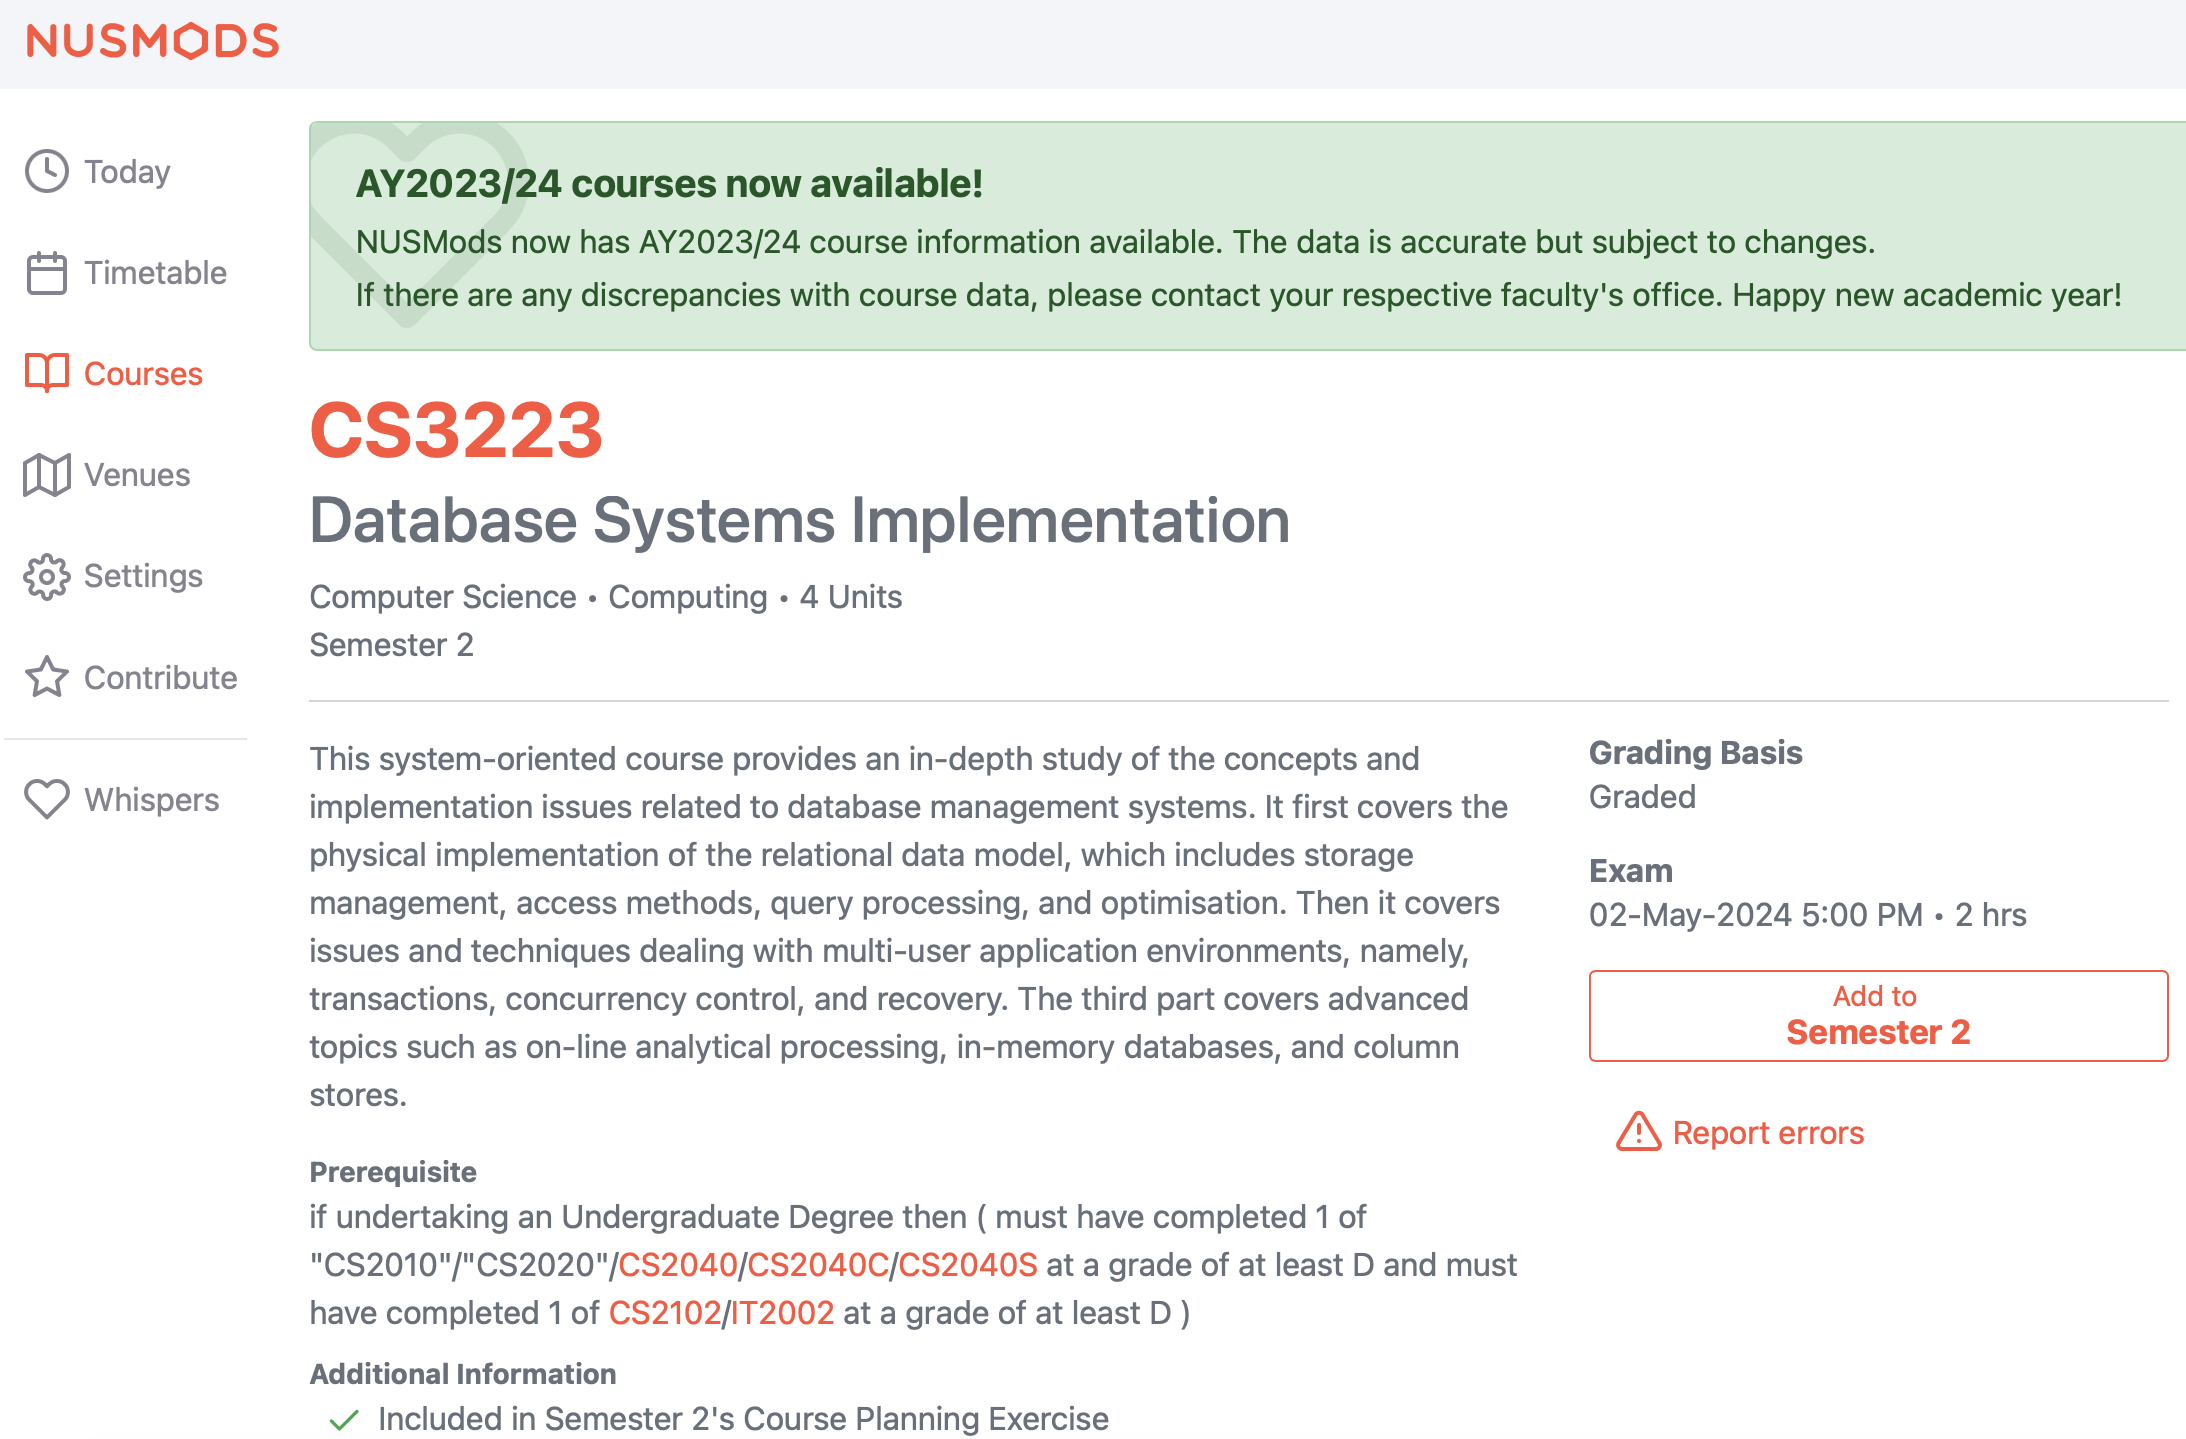 NUSMODS
Today
Timetable
Courses
Venues
Settings
Contribute
Whispers
AY2023/24 courses now available!
NUSMods now has AY2023/24 course information available. The data is accurate but subject to changes.
If there are any discrepancies with course data, please contact your respective faculty's office. Happy new academic year!
CS3223
Database Systems Implementation
Computer Science • Computing • 4 Units
Semester 2
This system-oriented course provides an in-depth study of the concepts and
implementation issues related to database management systems. It first covers the
physical implementation of the relational data model, which includes storage
management, access methods, query processing, and optimisation. Then it covers
issues and techniques dealing with multi-user application environments, namely,
transactions, concurrency control, and recovery. The third part covers advanced
topics such as on-line analytical processing, in-memory databases, and column
stores.
Prerequisite
if undertaking an Undergraduate Degree then ( must have completed 1 of
"CS2010"/"CS2020"/CS2040/CS2040C/CS2040S at a grade of at least D and must
have completed 1 of CS2102/IT2002 at a grade of at least D )
Additional Information
Included in Semester 2's Course Planning Exercise
Grading Basis
Graded
Exam
02-May-2024 5:00 PM • 2 hrs
Add to
Semester 2
Report errors